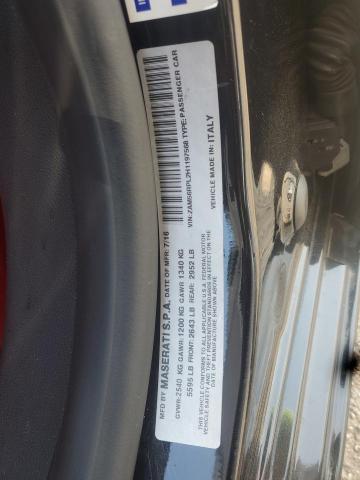 MFD BY MASERATI S.P.A. DATE OF MFR: 7/16
GVWR: 2540 KG GAWR: 1200 KG GAWR 1340 KG
5595 LB FRONT: 2643 LB REAR: 2952 LB
THIS VEHICLE CONFORMS TO ALL APPLICABLE U.S.A. FEDERAL MOTOR
VEHICLE SAFETY AND THEFT PREVENTION STANDARDS IN EFFECT ON THE
DATE OF MANUFACTURE SHOWN ABOVE
VIN: ZAM56RPL2H1197568 TYPE: PASSENGER CAR
VEHICLE MADE IN: ITALY